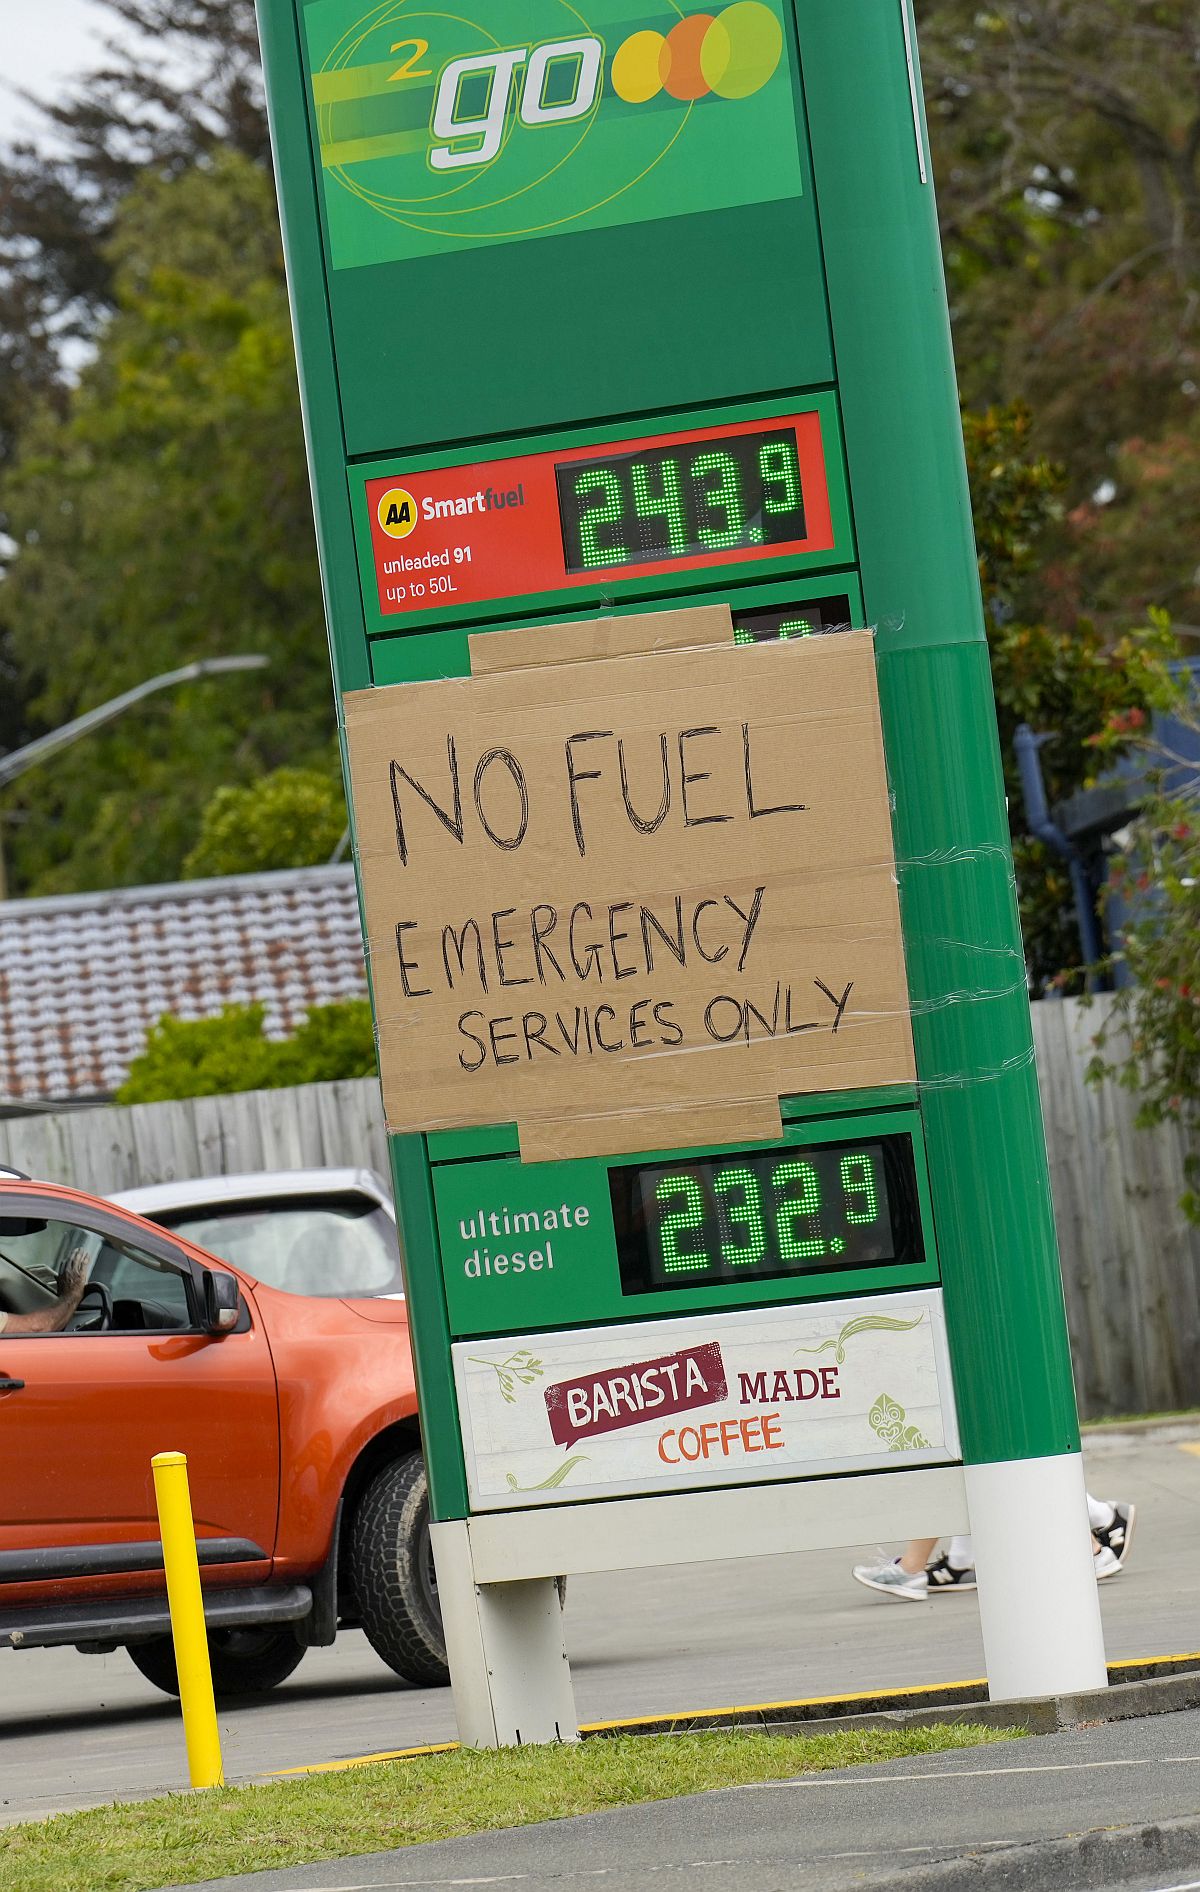 2go
AA Smartfuel
243.9
unleaded 91
up to 50L
NO FUEL
EMERGENCY
SERVICES ONLY
ultimate
diesel
232.9
BARISTA MADE
COFFEE